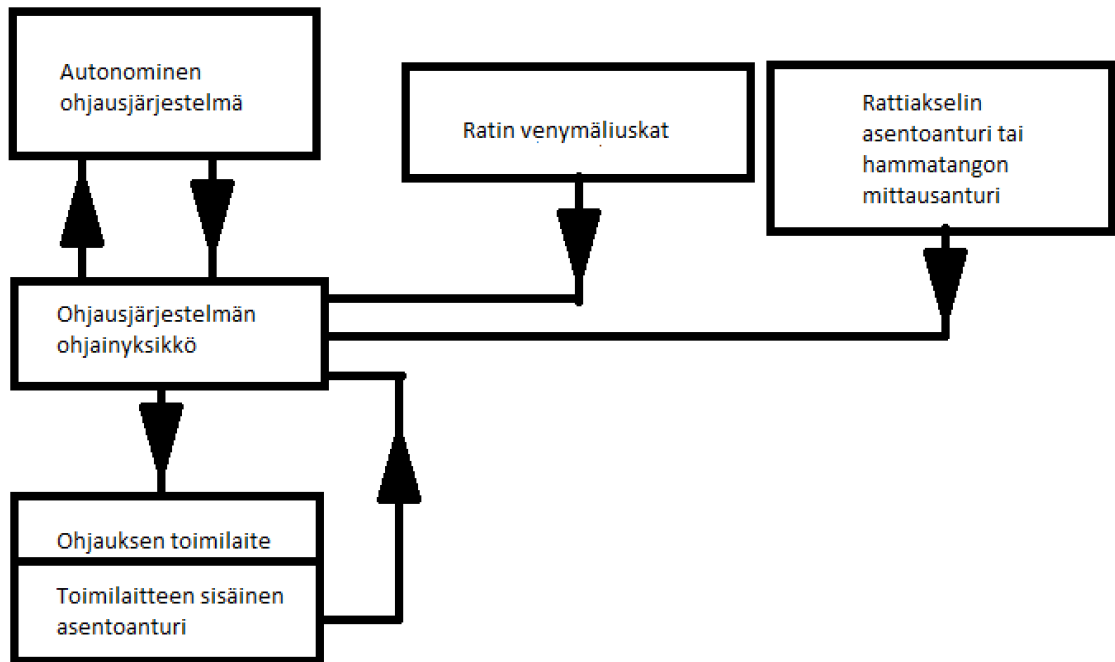 Autonominen
ohjausjärjestelmä
Ratin venymäliuskat
Rattiakselin
asentoanturi tai
hammatangon
mittausanturi
Ohjausjärjestelmän
ohjainyksikkö
Ohjauksen toimilaite
Toimilaitteen sisäinen
asentoanturi